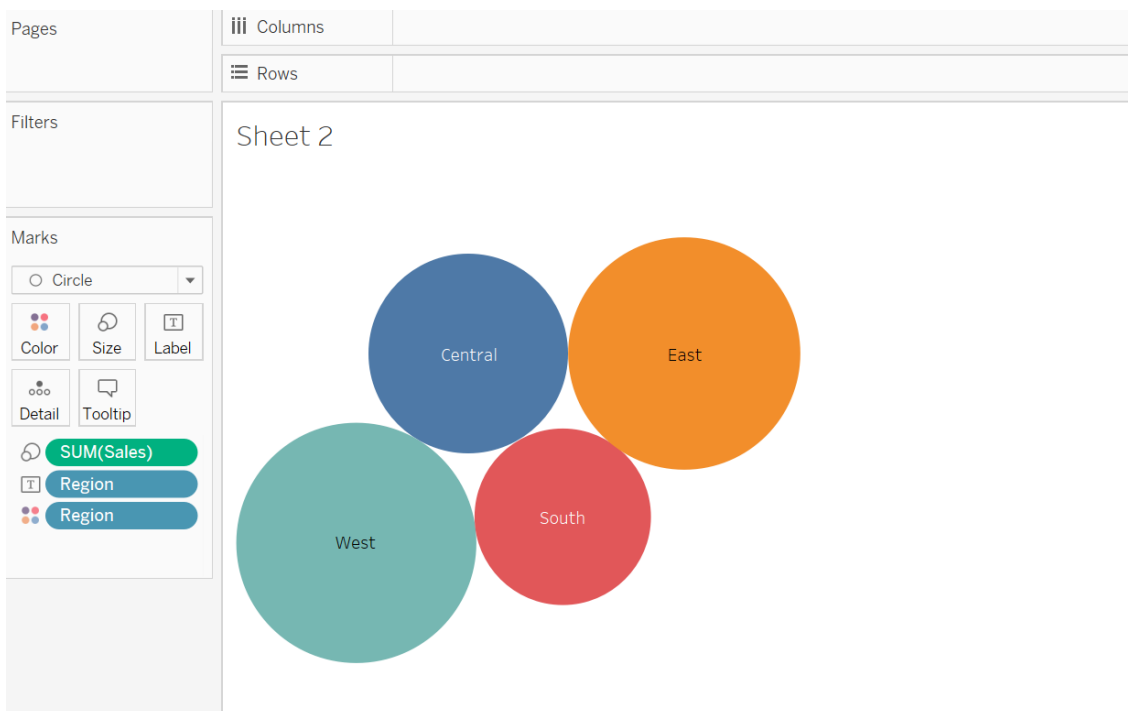 Pages
Columns
Rows
Filters
Sheet 2
Marks
Circle
Color Size Label
Detail Tooltip
SUM(Sales)
Region
Region
Central
East
South
West